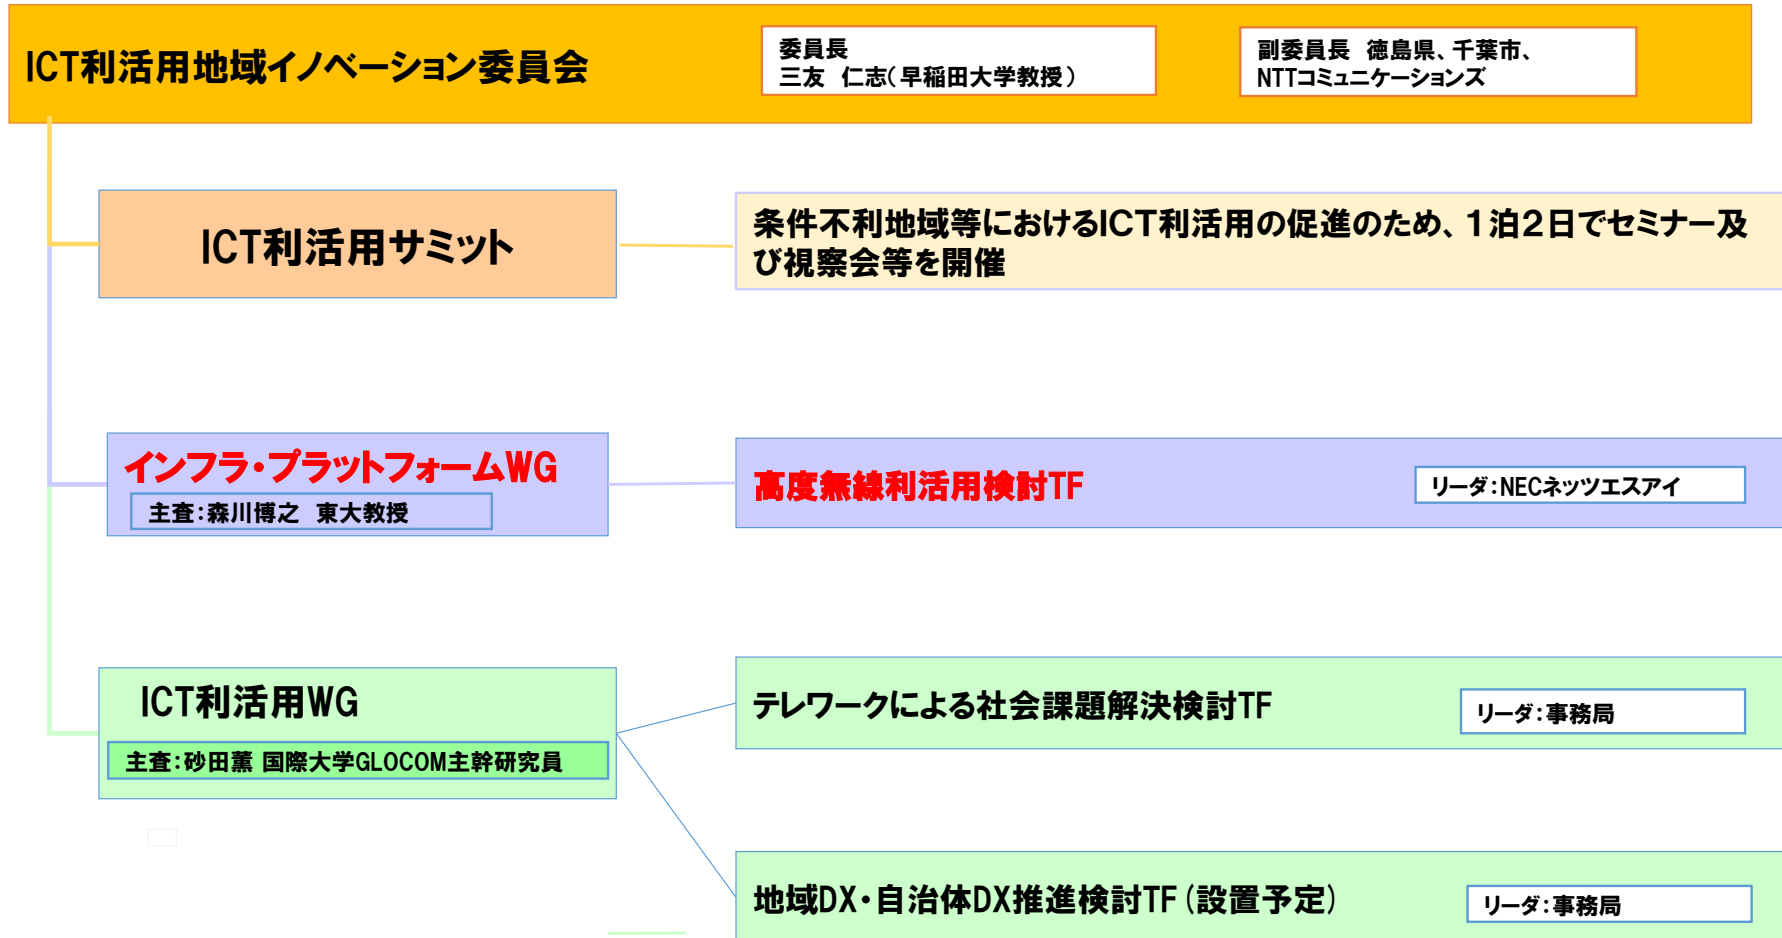 ICT利活用地域イノベーション委員会
委員長
三友　仁志(早稲田大学教授)
副委員長　徳島県、千葉市、
NTTコミュニケーションズ
ICT利活用サミット
条件不利地域等におけるICT利活用の促進のため、1泊2日でセミナー及
び視察会等を開催
インフラ・プラットフォームWG
主査:森川博之　東大教授
高度無線利活用検討TF
リーダ:NECネッツエスアイ
ICT利活用WG
主査:砂田薫 国際大学GLOCOM主幹研究員
テレワークによる社会課題解決検討TF
リーダ:事務局
地域DX・自治体DX推進検討TF(設置予定)
リーダ:事務局